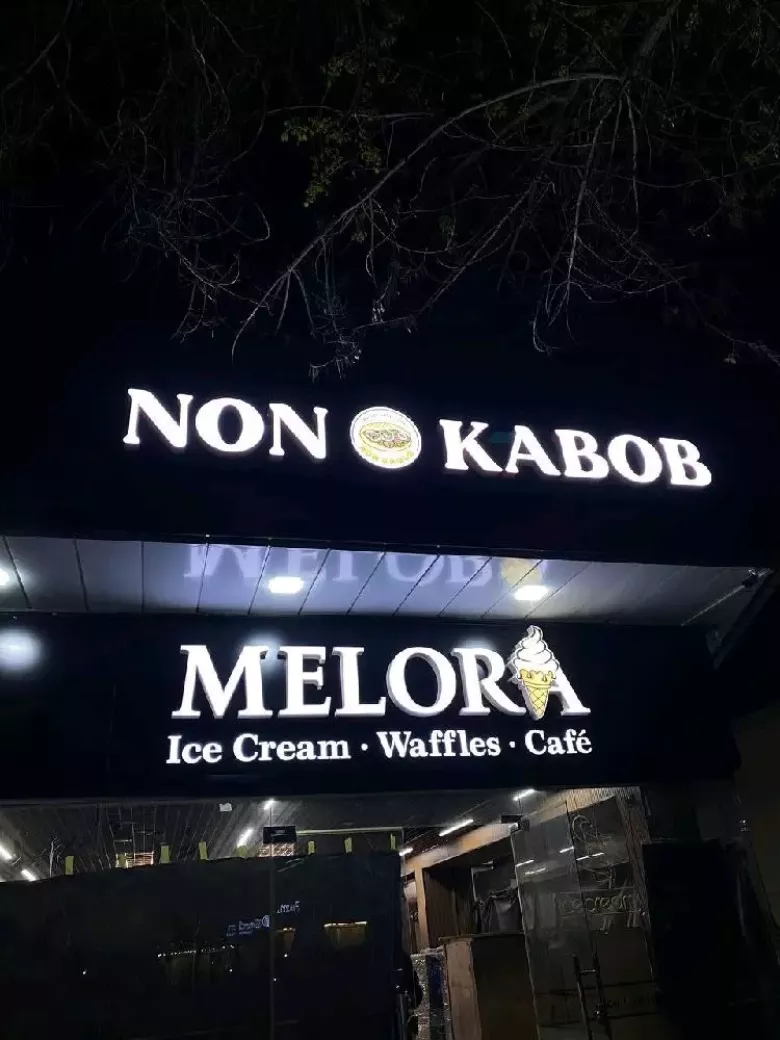 NON KABOB
MELORA
Ice Cream · Waffles · Café